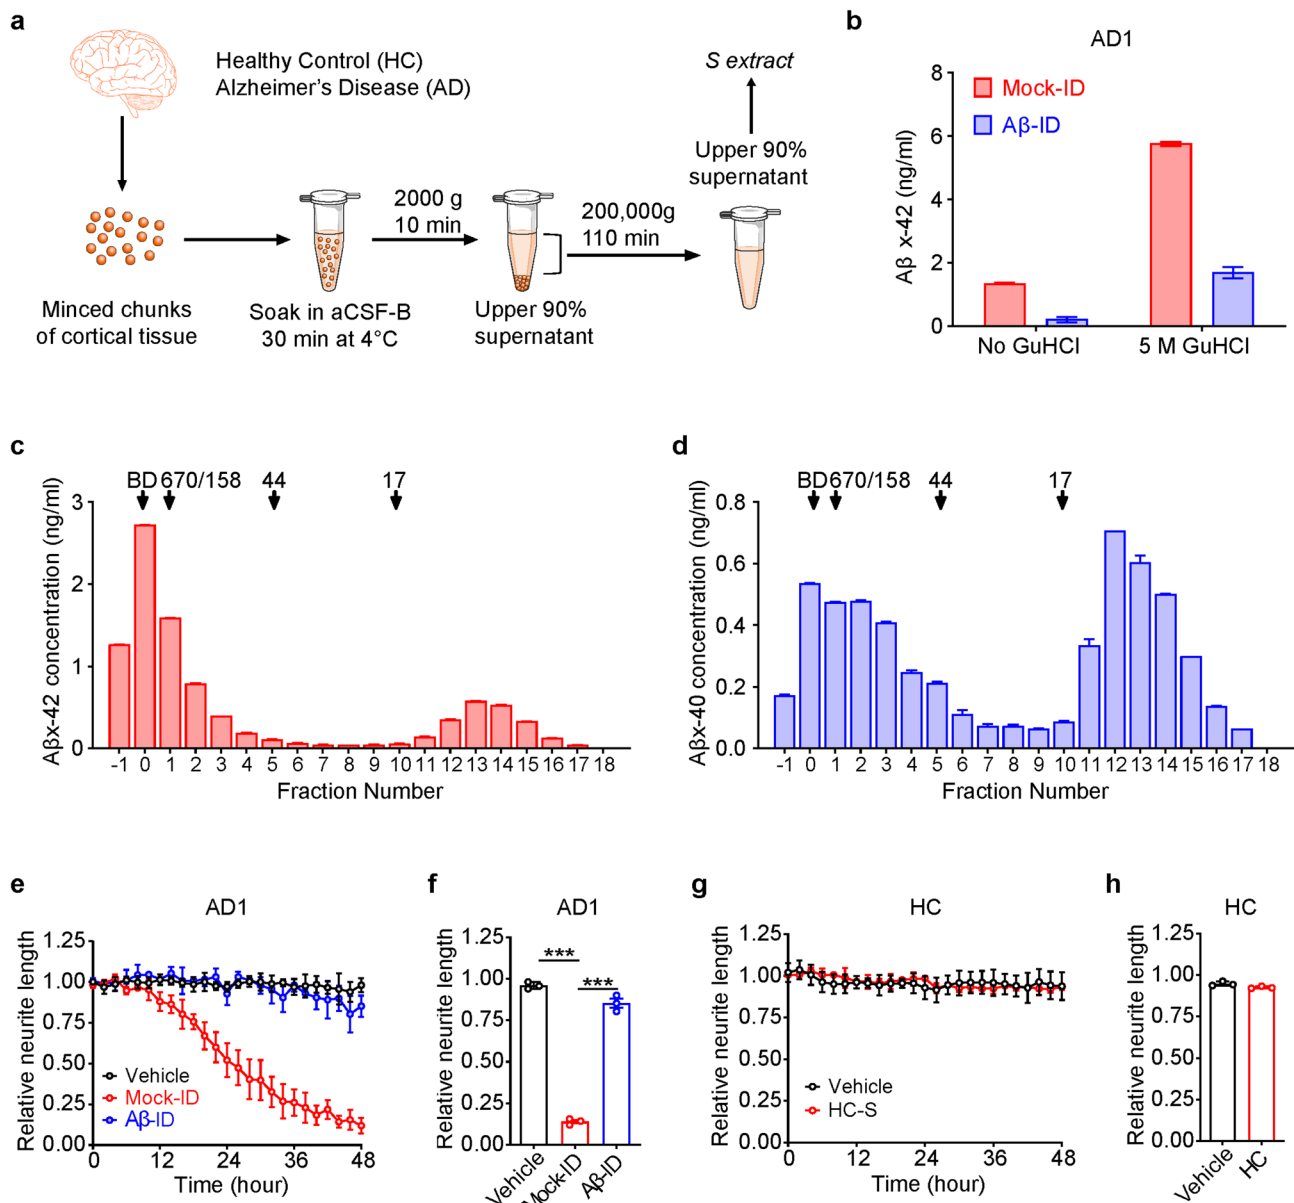 a
Healthy Control (HC)
Alzheimer's Disease (AD)
S extract
Upper 90%
supernatant
2000 g
10 min
200,000g
110 min
Minced chunks
of cortical tissue
Soak in aCSF-B
30 min at 4°C
Upper 90%
supernatant
b
AD1
Mock-ID
Aβ-ID
Aβ x-42 (ng/ml)
8
6
4
2
0
No GuHCl
5 M GuHCl
c
BD 670/158 44 17
Aβx-42 concentration (ng/ml)
3
2
1
0
-1 0 1 2 3 4 5 6 7 8 9 10 11 12 13 14 15 16 17 18
Fraction Number
d
BD 670/158 44 17
Aβx-40 concentration (ng/ml)
0.8
0.6
0.4
0.2
0.0
-1 0 1 2 3 4 5 6 7 8 9 10 11 12 13 14 15 16 17 18
Fraction Number
e
AD1
Relative neurite length
1.25
1.00
0.75
0.50
0.25
0.00
Vehicle
Mock-ID
Aβ-ID
0 12 24 36 48
Time (hour)
f
AD1
Relative neurite length
1.25
1.00
0.75
0.50
0.25
0.00
***
***
Vehicle
Mock-ID
Aβ-ID
g
HC
Relative neurite length
1.25
1.00
0.75
0.50
0.25
0.00
Vehicle
HC-S
0 12 24 36 48
Time (hour)
h
HC
Relative neurite length
1.25
1.00
0.75
0.50
0.25
0.00
Vehicle
HC